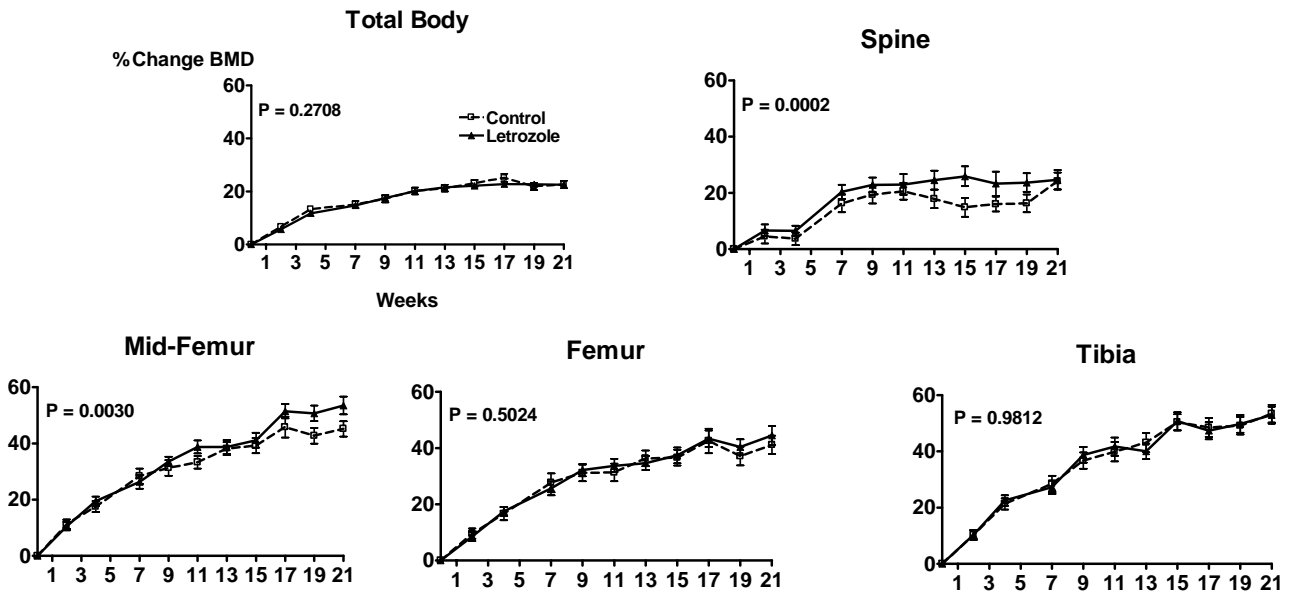 Total Body
%Change BMD
60
40
20
0
P = 0.2708
Control
Letrozole
1 3 5 7 9 11 13 15 17 19 21
Weeks
Spine
60
40
20
0
P = 0.0002
1 3 5 7 9 11 13 15 17 19 21
Mid-Femur
60
40
20
0
P = 0.0030
1 3 5 7 9 11 13 15 17 19 21
Femur
60
40
20
0
P = 0.5024
1 3 5 7 9 11 13 15 17 19 21
Tibia
60
40
20
0
P = 0.9812
1 3 5 7 9 11 13 15 17 19 21